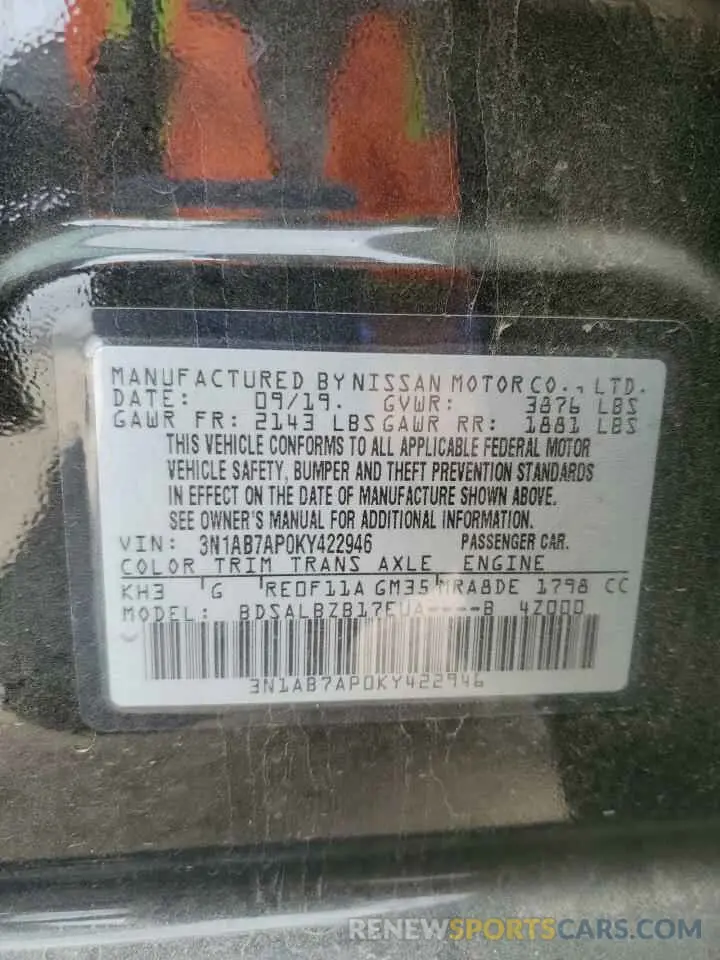 MANUFACTURED BY NISSAN MOTOR CO., LTD.
DATE: 09/19. GVWR: 3876 LBS
GAWR FR: 2143 LBS GAWR RR: 1881 LBS
THIS VEHICLE CONFORMS TO ALL APPLICABLE FEDERAL MOTOR
VEHICLE SAFETY, BUMPER AND THEFT PREVENTION STANDARDS
IN EFFECT ON THE DATE OF MANUFACTURE SHOWN ABOVE.
SEE OWNER'S MANUAL FOR ADDITIONAL INFORMATION.
VIN: 3N1AB7AP0KY422946 PASSENGER CAR.
COLOR TRIM TRANS AXLE ENGINE
KH3 G RE0F11A GM35 MRA8DE 1798 CC
MODEL: BDSALBZB17EUA----B 4Z000
3N1AB7AP0KY422946
RENEWSPORTSCARS.COM